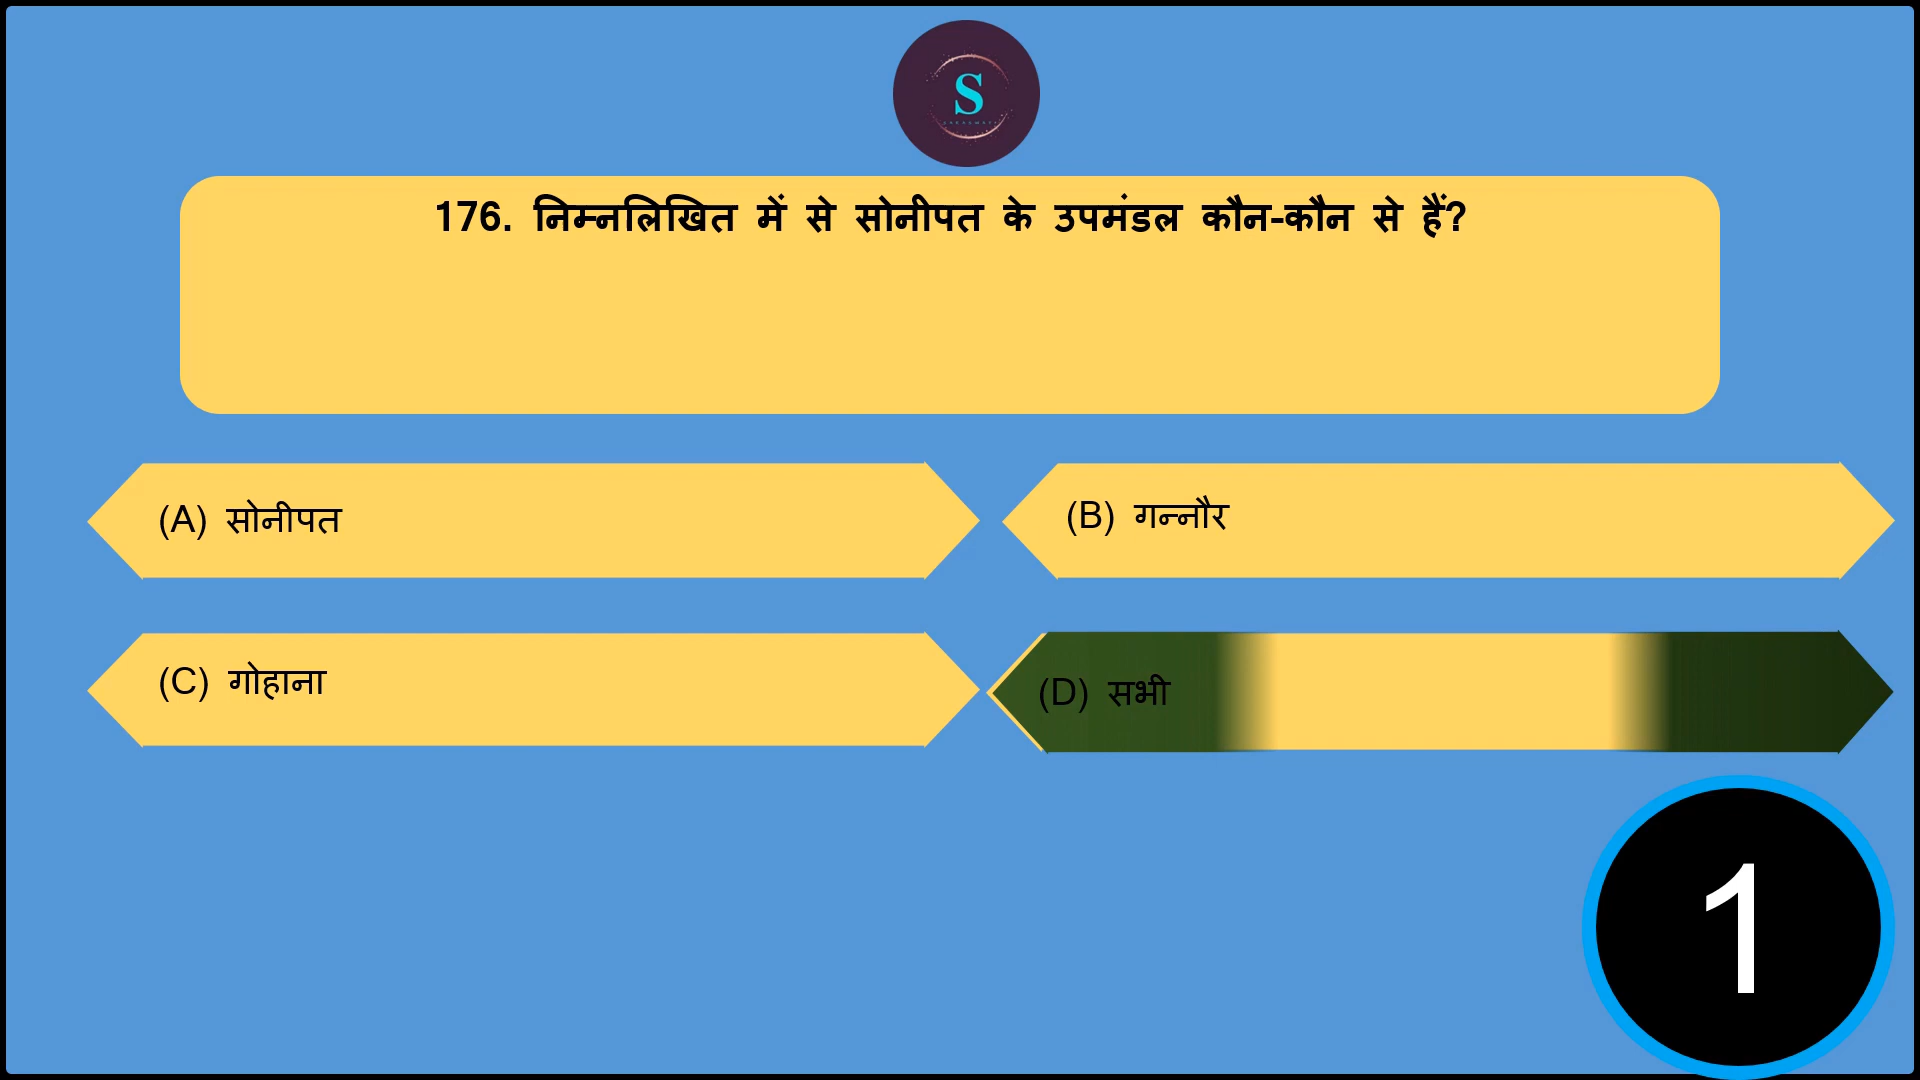 S
176. निम्नलिखित में से सोनीपत के उपमंडल कौन-कौन से हैं?
(A) सोनीपत
(B) गन्नौर
(C) गोहाना
(D) सभी
1